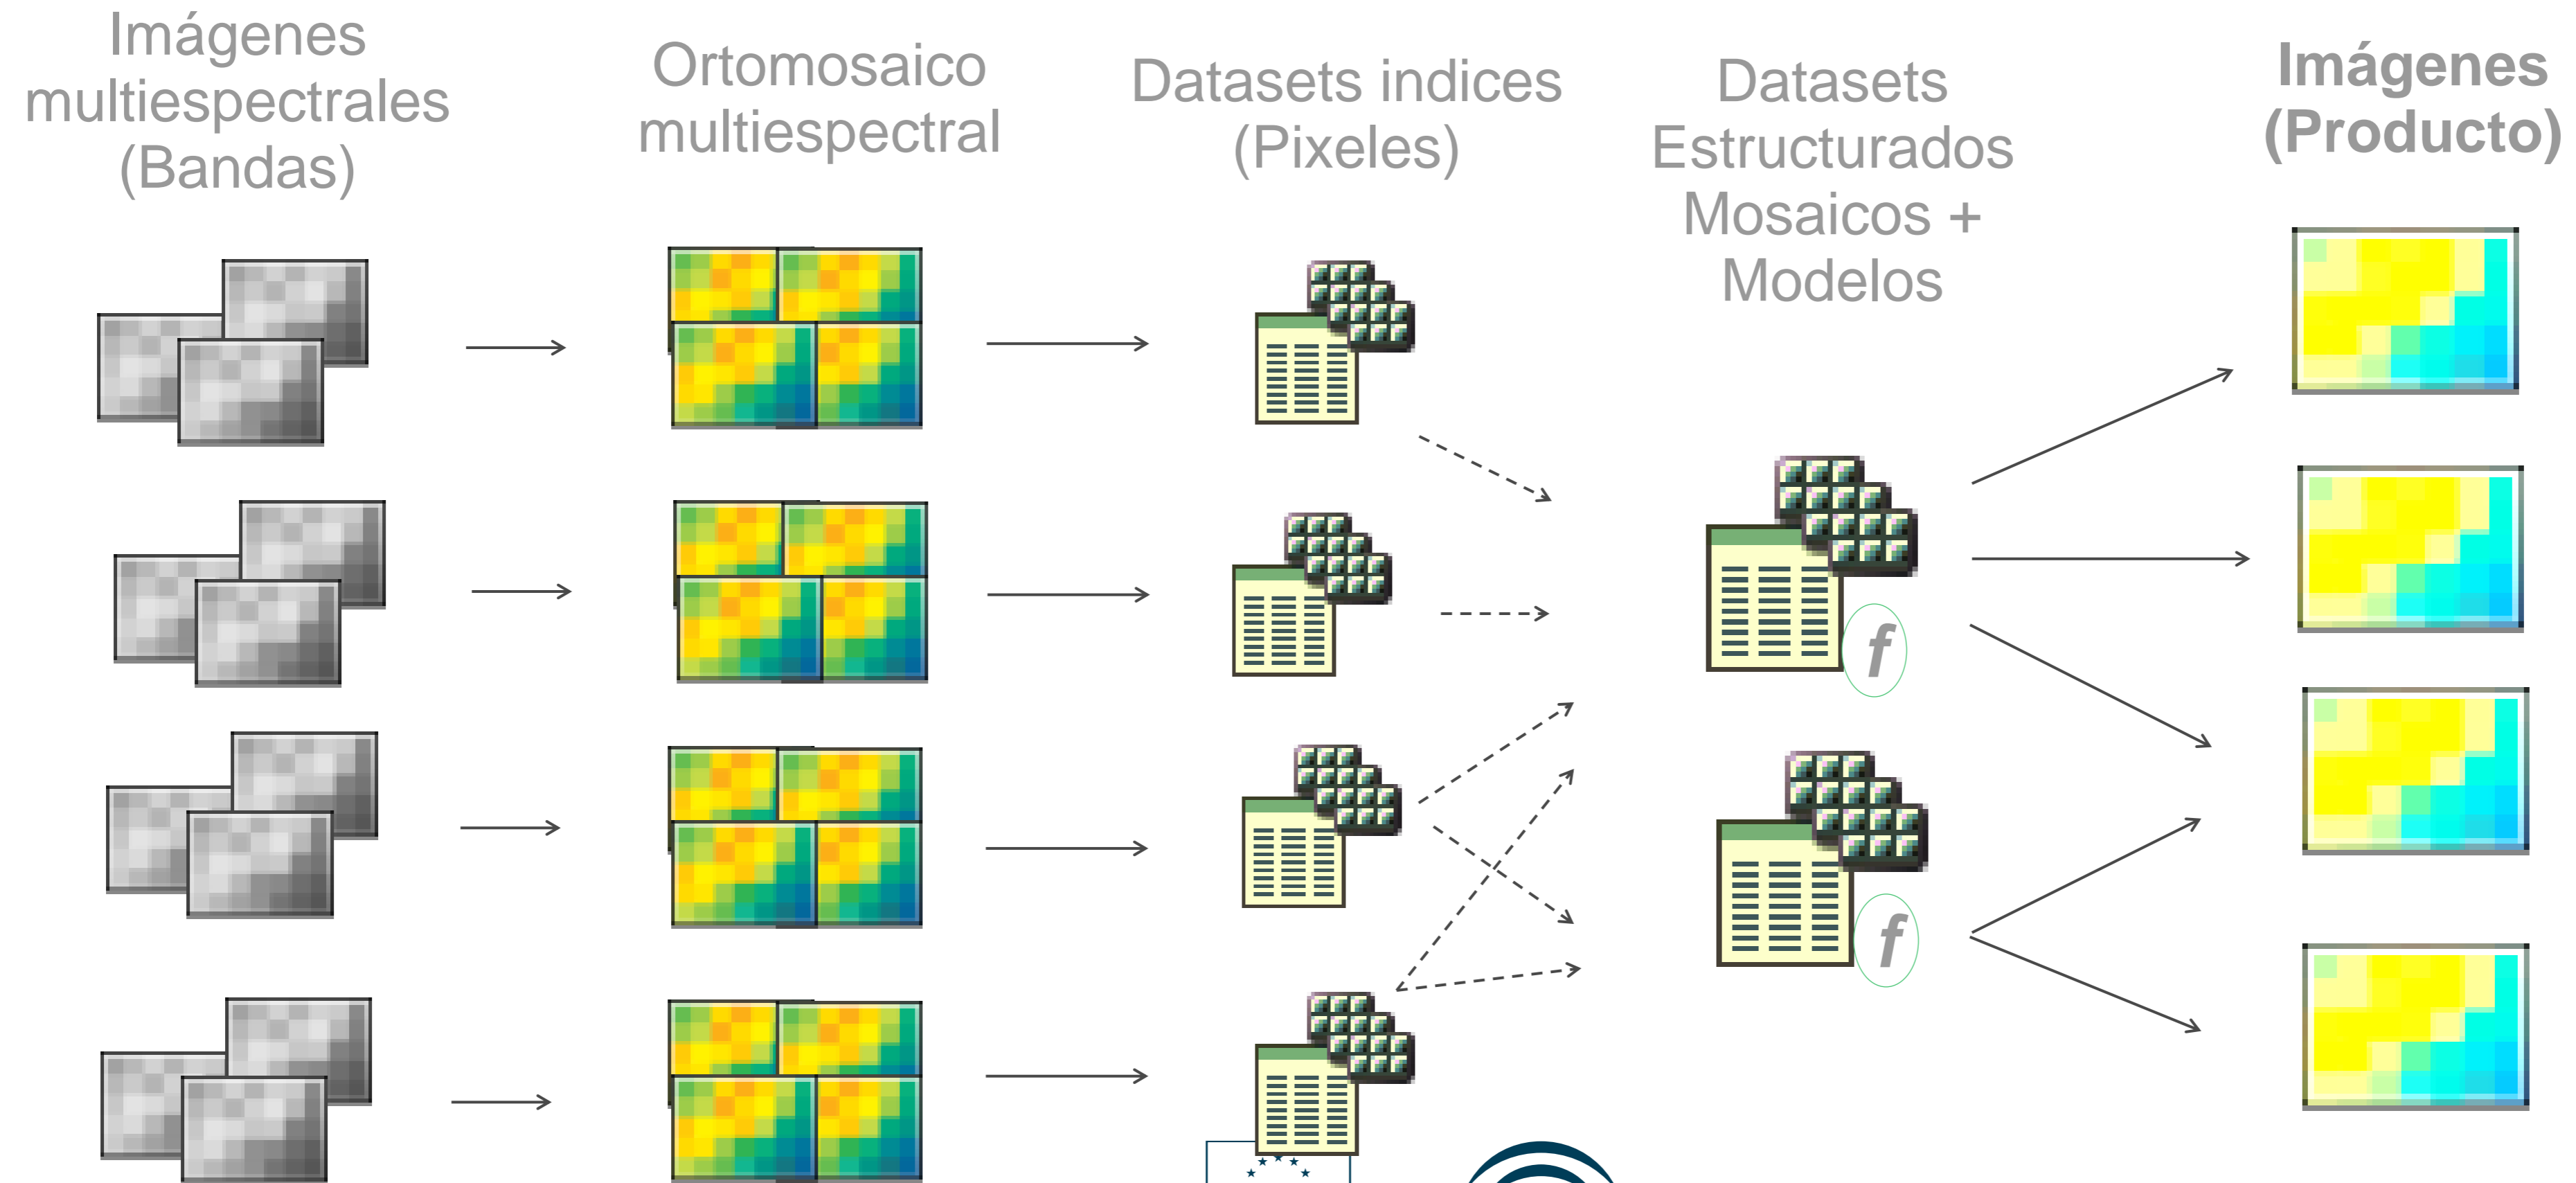 Imágenes
multiespectrales
(Bandas)
Ortomosaico
multiespectral
Datasets indices
(Pixeles)
Datasets
Estructurados
Mosaicos +
Modelos
Imágenes
(Producto)
f
f